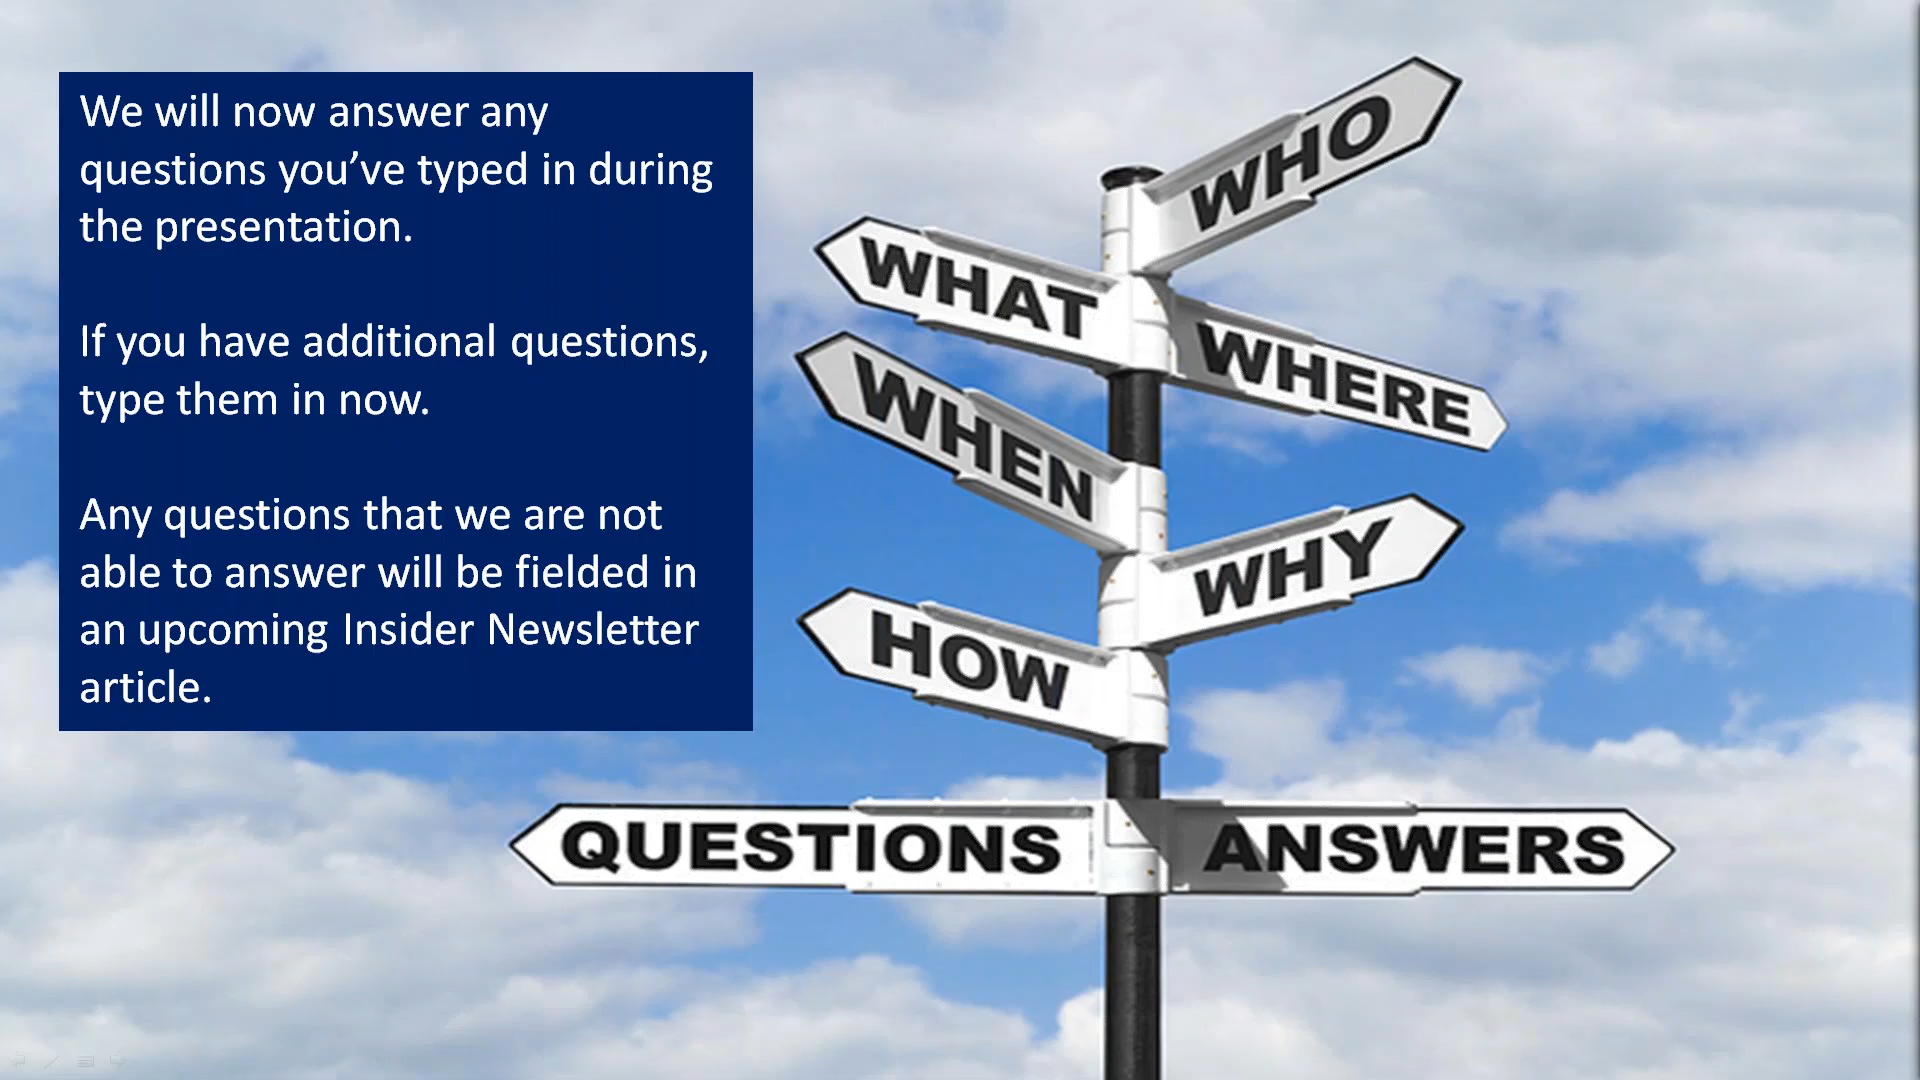 We will now answer any
questions you’ve typed in during
the presentation.
If you have additional questions,
type them in now.
Any questions that we are not
able to answer will be fielded in
an upcoming Insider Newsletter
article.
WHO
WHAT
WHERE
WHEN
WHY
HOW
QUESTIONS
ANSWERS